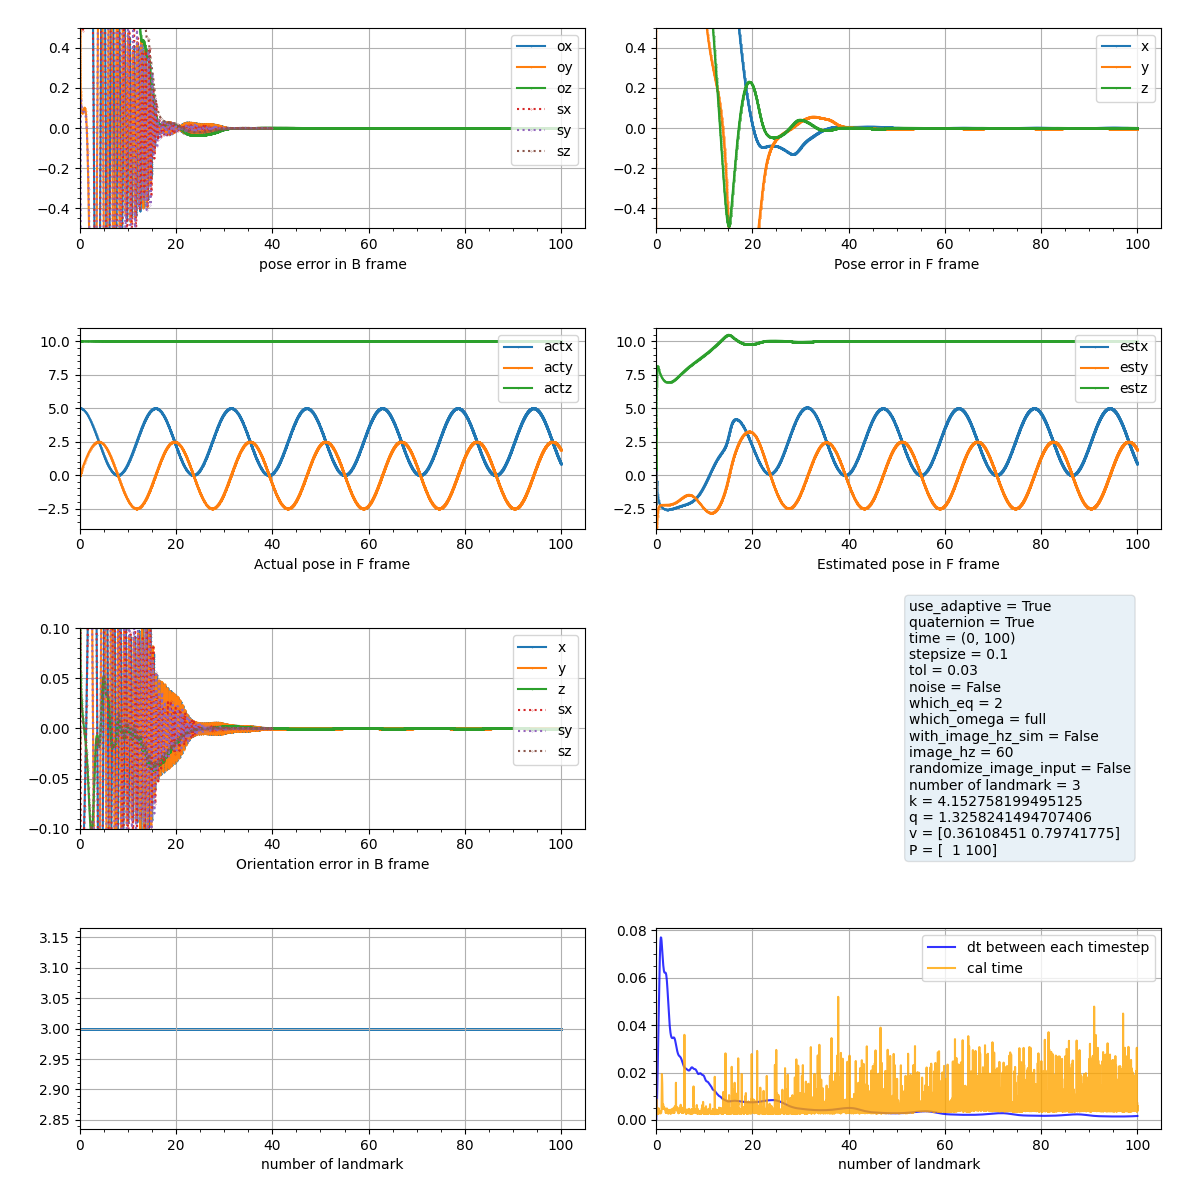 0.4
0.2
0.0
−0.2
−0.4
0 20 40 60 80 100
ox
oy
oz
sx
sy
sz
pose error in B frame
0.4
0.2
0.0
−0.2
−0.4
0 20 40 60 80 100
x
y
z
Pose error in F frame
10.0
7.5
5.0
2.5
0.0
−2.5
0 20 40 60 80 100
actx
acty
actz
Actual pose in F frame
10.0
7.5
5.0
2.5
0.0
−2.5
0 20 40 60 80 100
estx
esty
estz
Estimated pose in F frame
0.10
0.05
0.00
−0.05
−0.10
0 20 40 60 80 100
x
y
z
sx
sy
sz
Orientation error in B frame
use_adaptive = True
quaternion = True
time = (0, 100)
stepsize = 0.1
tol = 0.03
noise = False
which_eq = 2
which_omega = full
with_image_hz_sim = False
image_hz = 60
randomize_image_input = False
number of landmark = 3
k = 4.152758199495125
q = 1.3258241494707406
v = [0.36108451 0.79741775]
P = [  1 100]
3.15
3.10
3.05
3.00
2.95
2.90
2.85
0 20 40 60 80 100
number of landmark
0.08
0.06
0.04
0.02
0.00
0 20 40 60 80 100
dt between each timestep
cal time
number of landmark